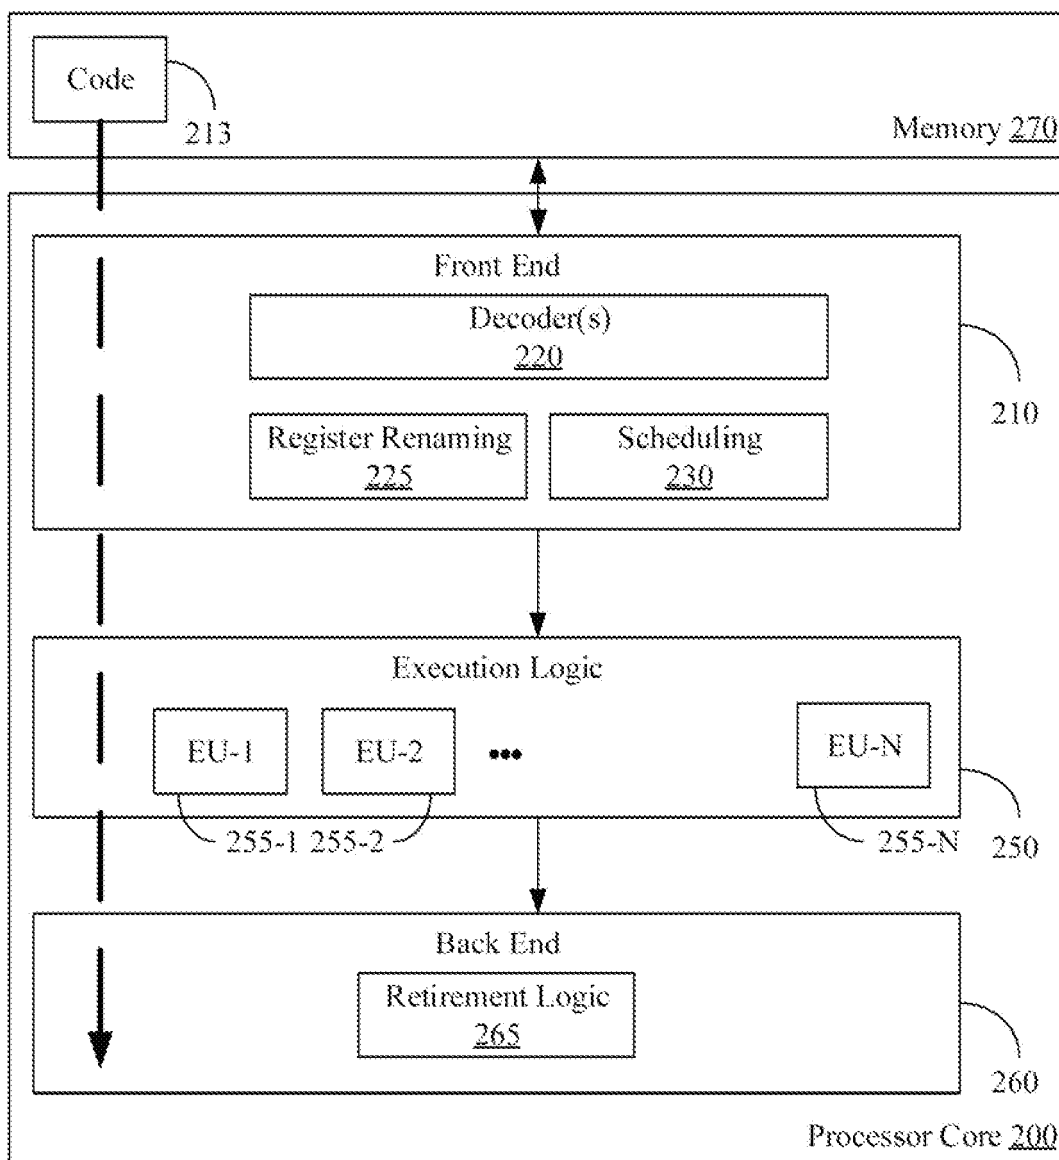 Code
213
Memory 270
Front End
Decoder(s)
220
210
Register Renaming
225
Scheduling
230
Execution Logic
EU-1
EU-2
•••
EU-N
255-1 255-2
255-N
250
Back End
Retirement Logic
265
260
Processor Core 200